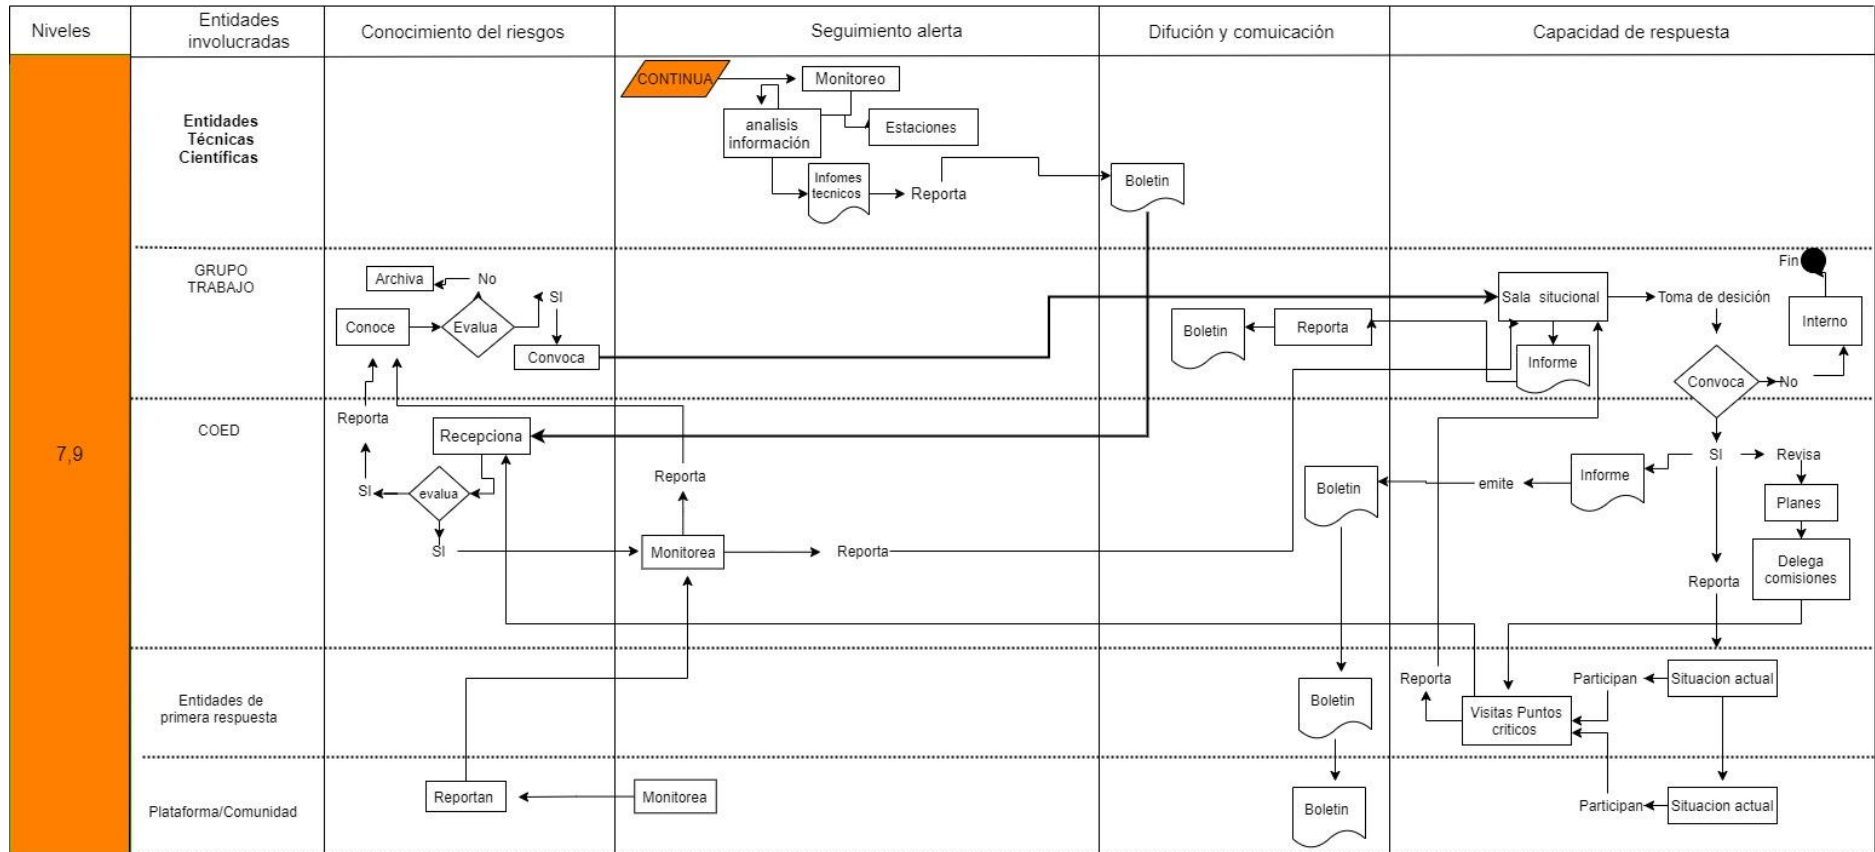 Niveles
Entidades
involucradas
Conocimiento del riesgos
Seguimiento alerta
Difución y comuicación
Capacidad de respuesta
7,9
Entidades
Técnicas
Científicas
CONTINUA
Monitoreo
analisis
información
Estaciones
Infomes
tecnicos
Reporta
Boletin
GRUPO
TRABAJO
Archiva
No
SI
Conoce
Evalua
Convoca
Boletin
Reporta
Sala situcional
Toma de desición
Informe
Fin
Interno
Convoca
No
COED
Reporta
Recepciona
SI
evalua
SI
Reporta
Monitorea
Reporta
Boletin
emite
Informe
SI
Revisa
Planes
Delega
comisiones
Reporta
Entidades de
primera respuesta
Boletin
Reporta
Visitas Puntos
criticos
Participan
Situacion actual
Plataforma/Comunidad
Reportan
Monitorea
Boletin
Participan
Situacion actual